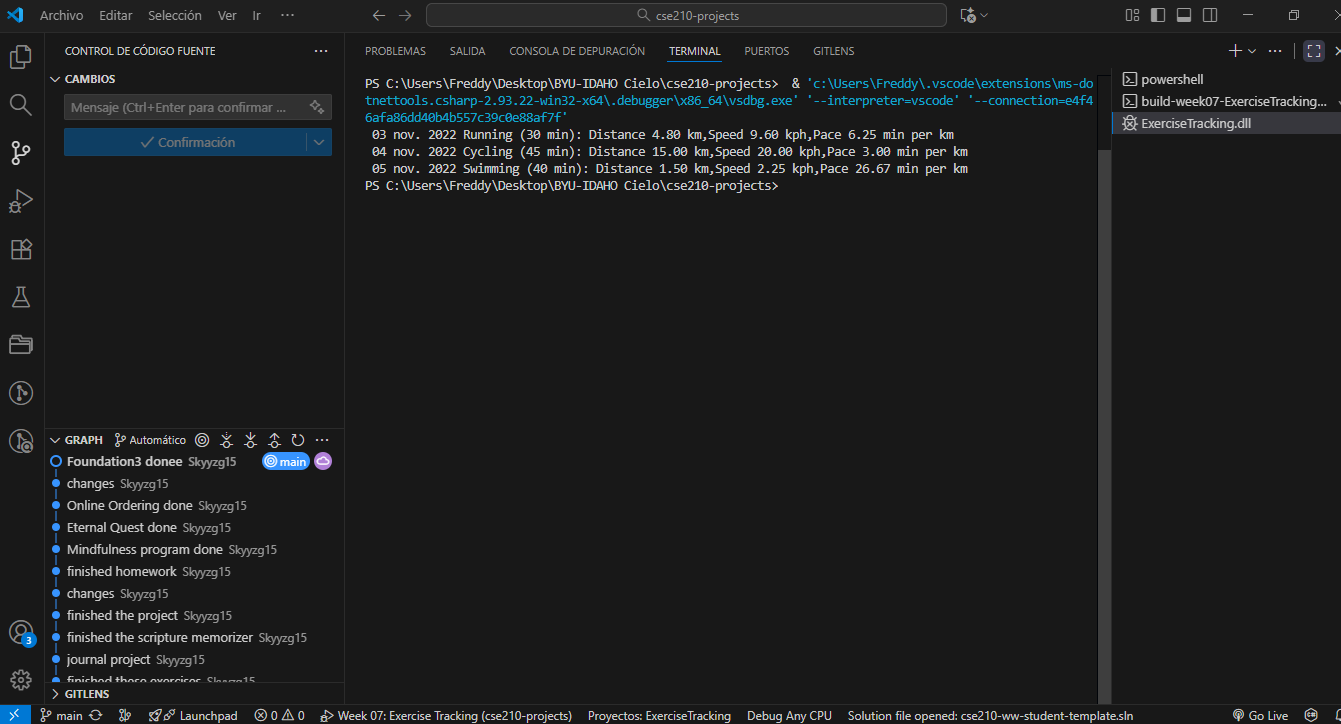 Archivo Editar Selección Ver Ir ··· cse210-projects
CONTROL DE CÓDIGO FUENTE ···
CAMBIOS
Mensaje (Ctrl+Enter para confirmar ...
Confirmación
GRAPH Automático ···
Foundation3 donee Skyyzg15 main
changes Skyyzg15
Online Ordering done Skyyzg15
Eternal Quest done Skyyzg15
Mindfulness program done Skyyzg15
finished homework Skyyzg15
changes Skyyzg15
finished the project Skyyzg15
finished the scripture memorizer Skyyzg15
journal project Skyyzg15
finished these exercises Skyyzg15
GITLENS
3
PROBLEMAS SALIDA CONSOLA DE DEPURACIÓN TERMINAL PUERTOS GITLENS
PS C:\Users\Freddy\Desktop\BYU-IDAHO Cielo\cse210-projects> & 'c:\Users\Freddy\.vscode\extensions\ms-do
tnettools.csharp-2.93.22-win32-x64\.debugger\x86_64\vsdbg.exe' '--interpreter=vscode' '--connection=e4f4
6afa86dd40b4b557c39c0e88af7f'
03 nov. 2022 Running (30 min): Distance 4.80 km,Speed 9.60 kph,Pace 6.25 min per km
04 nov. 2022 Cycling (45 min): Distance 15.00 km,Speed 20.00 kph,Pace 3.00 min per km
05 nov. 2022 Swimming (40 min): Distance 1.50 km,Speed 2.25 kph,Pace 26.67 min per km
PS C:\Users\Freddy\Desktop\BYU-IDAHO Cielo\cse210-projects>
powershell
build-week07-ExerciseTracking...
ExerciseTracking.dll
main Launchpad 0 0 Week 07: Exercise Tracking (cse210-projects) Proyectos: ExerciseTracking Debug Any CPU Solution file opened: cse210-ww-student-template.sln Go Live